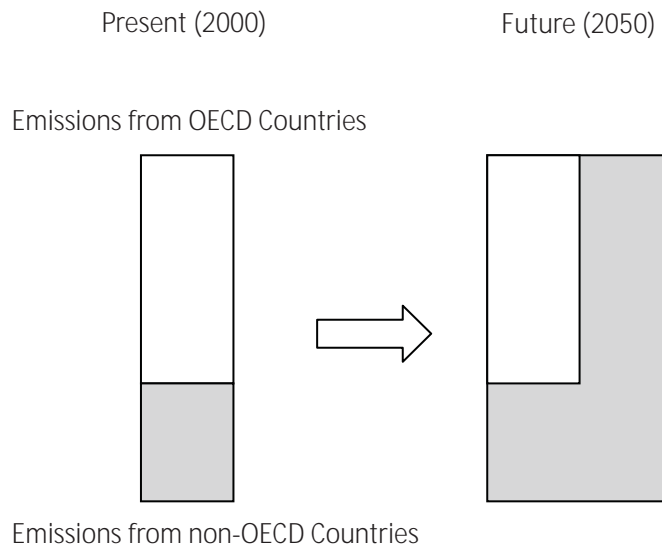 Present (2000)
Future (2050)
Emissions from OECD Countries
Emissions from non-OECD Countries